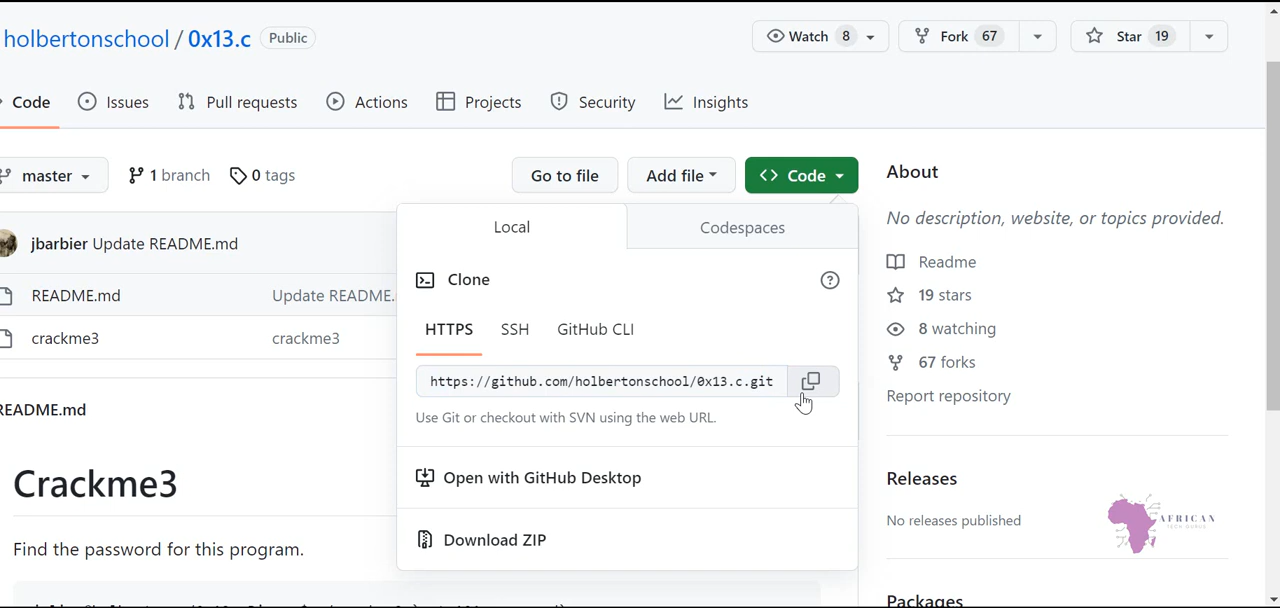 holbertonschool / 0x13.c Public
Watch 8
Fork 67
Star 19
Code Issues Pull requests Actions Projects Security Insights
master 1 branch 0 tags Go to file Add file <> Code
About
No description, website, or topics provided.
Readme
19 stars
8 watching
67 forks
Report repository
Releases
No releases published
Packages
jbarbier Update README.md
README.md Update README.
crackme3 crackme3
README.md
Crackme3
Find the password for this program.
Local Codespaces
Clone
HTTPS SSH GitHub CLI
https://github.com/holbertonschool/0x13.c.git
Use Git or checkout with SVN using the web URL.
Open with GitHub Desktop
Download ZIP
AFRICAN